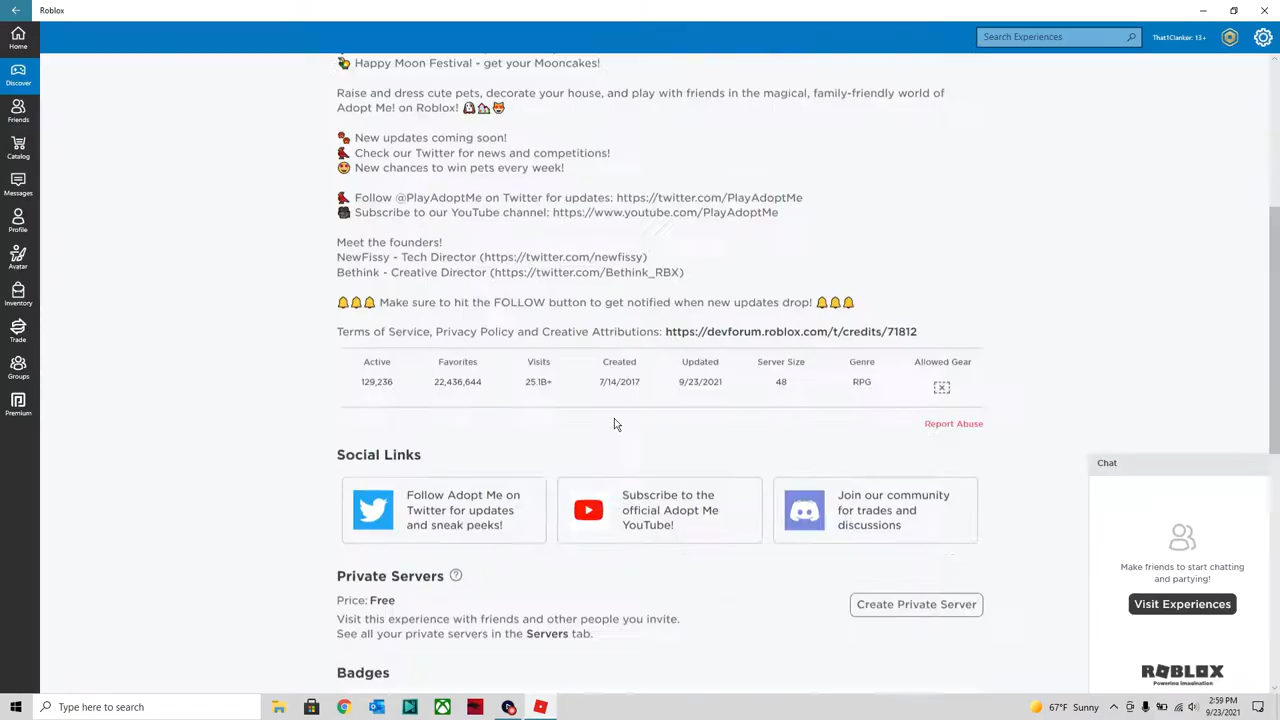 Roblox
Search Experiences
That1Clanker: 13+
Home
Discover
Friends
Catalog
Messages
Profile
Avatar
Inventory
Trade
Groups
Premium
Happy Moon Festival - get your Mooncakes!
Raise and dress cute pets, decorate your house, and play with friends in the magical, family-friendly world of
Adopt Me! on Roblox!
New updates coming soon!
Check our Twitter for news and competitions!
New chances to win pets every week!
Follow @PlayAdoptMe on Twitter for updates: https://twitter.com/PlayAdoptMe
Subscribe to our YouTube channel: https://www.youtube.com/PlayAdoptMe
Meet the founders!
NewFissy - Tech Director (https://twitter.com/newfissy)
Bethink - Creative Director (https://twitter.com/Bethink_RBX)
Make sure to hit the FOLLOW button to get notified when new updates drop!
Terms of Service, Privacy Policy and Creative Attributions: https://devforum.roblox.com/t/credits/71812
Active Favorites Visits Created Updated Server Size Genre Allowed Gear
129,236 22,436,644 25.1B+ 7/14/2017 9/23/2021 48 RPG
Report Abuse
Social Links
Follow Adopt Me on
Twitter for updates
and sneak peeks!
Subscribe to the
official Adopt Me
YouTube!
Join our community
for trades and
discussions
Private Servers
Price: Free
Visit this experience with friends and other people you invite.
See all your private servers in the Servers tab.
Create Private Server
Badges
Chat
Make friends to start chatting
and partying!
Visit Experiences
ROBLOX
Powering Imagination
Type here to search
67°F Sunny
2:59 PM
9/23/2021